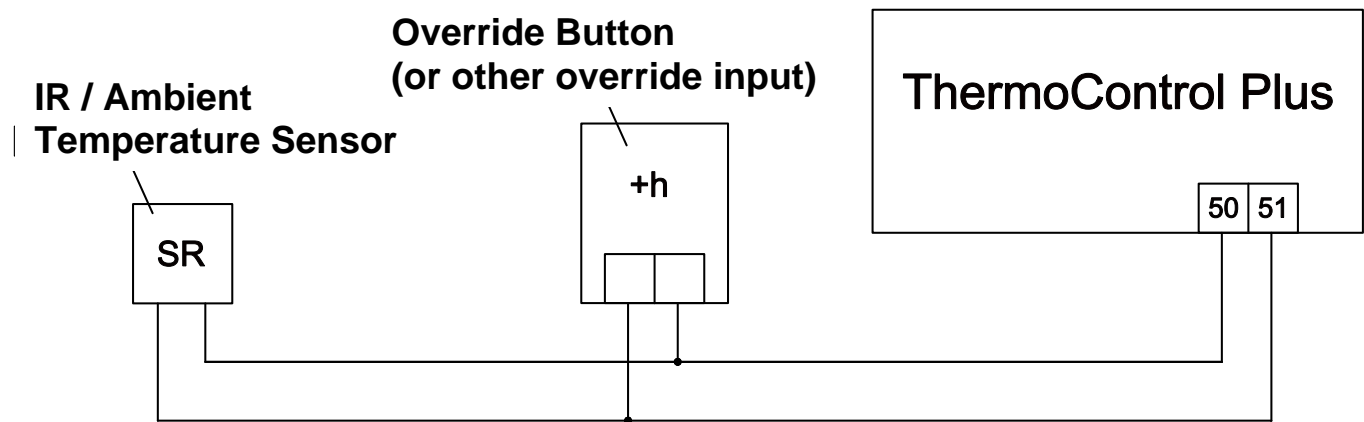 Override Button
(or other override input)
ThermoControl Plus
IR / Ambient
Temperature Sensor
+h
50 51
SR